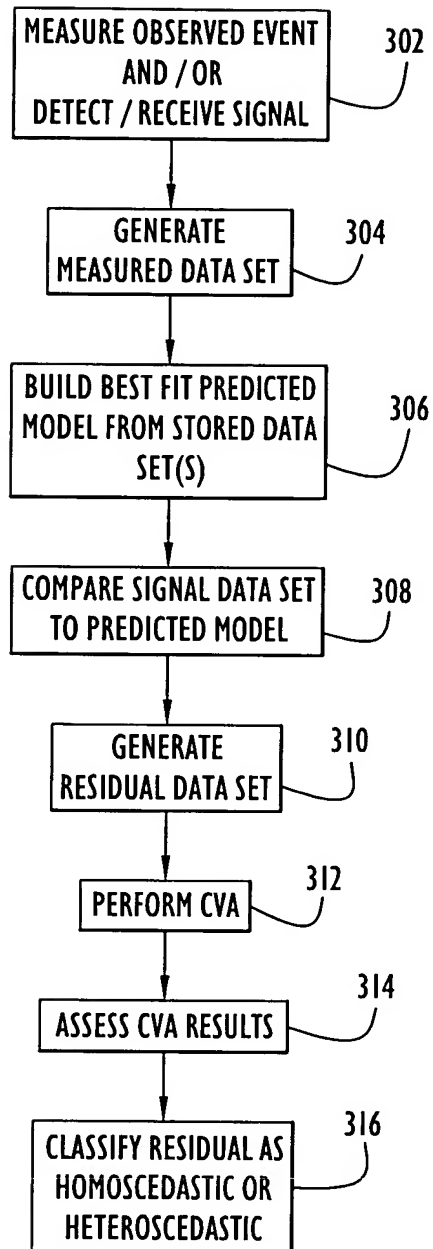 MEASURE OBSERVED EVENT
AND / OR
DETECT / RECEIVE SIGNAL
302
GENERATE
MEASURED DATA SET
304
BUILD BEST FIT PREDICTED
MODEL FROM STORED DATA
SET(S)
306
COMPARE SIGNAL DATA SET
TO PREDICTED MODEL
308
GENERATE
RESIDUAL DATA SET
310
PERFORM CVA
312
ASSESS CVA RESULTS
314
CLASSIFY RESIDUAL AS
HOMOSCEDASTIC OR
HETEROSCEDASTIC
316